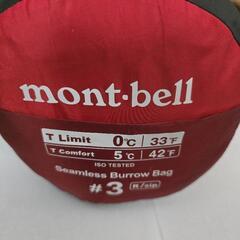 mont·bell
T Limit 0℃ 33℉
T Comfort 5℃ 42℉
ISO TESTED
Seamless Burrow Bag
#3 R/zip